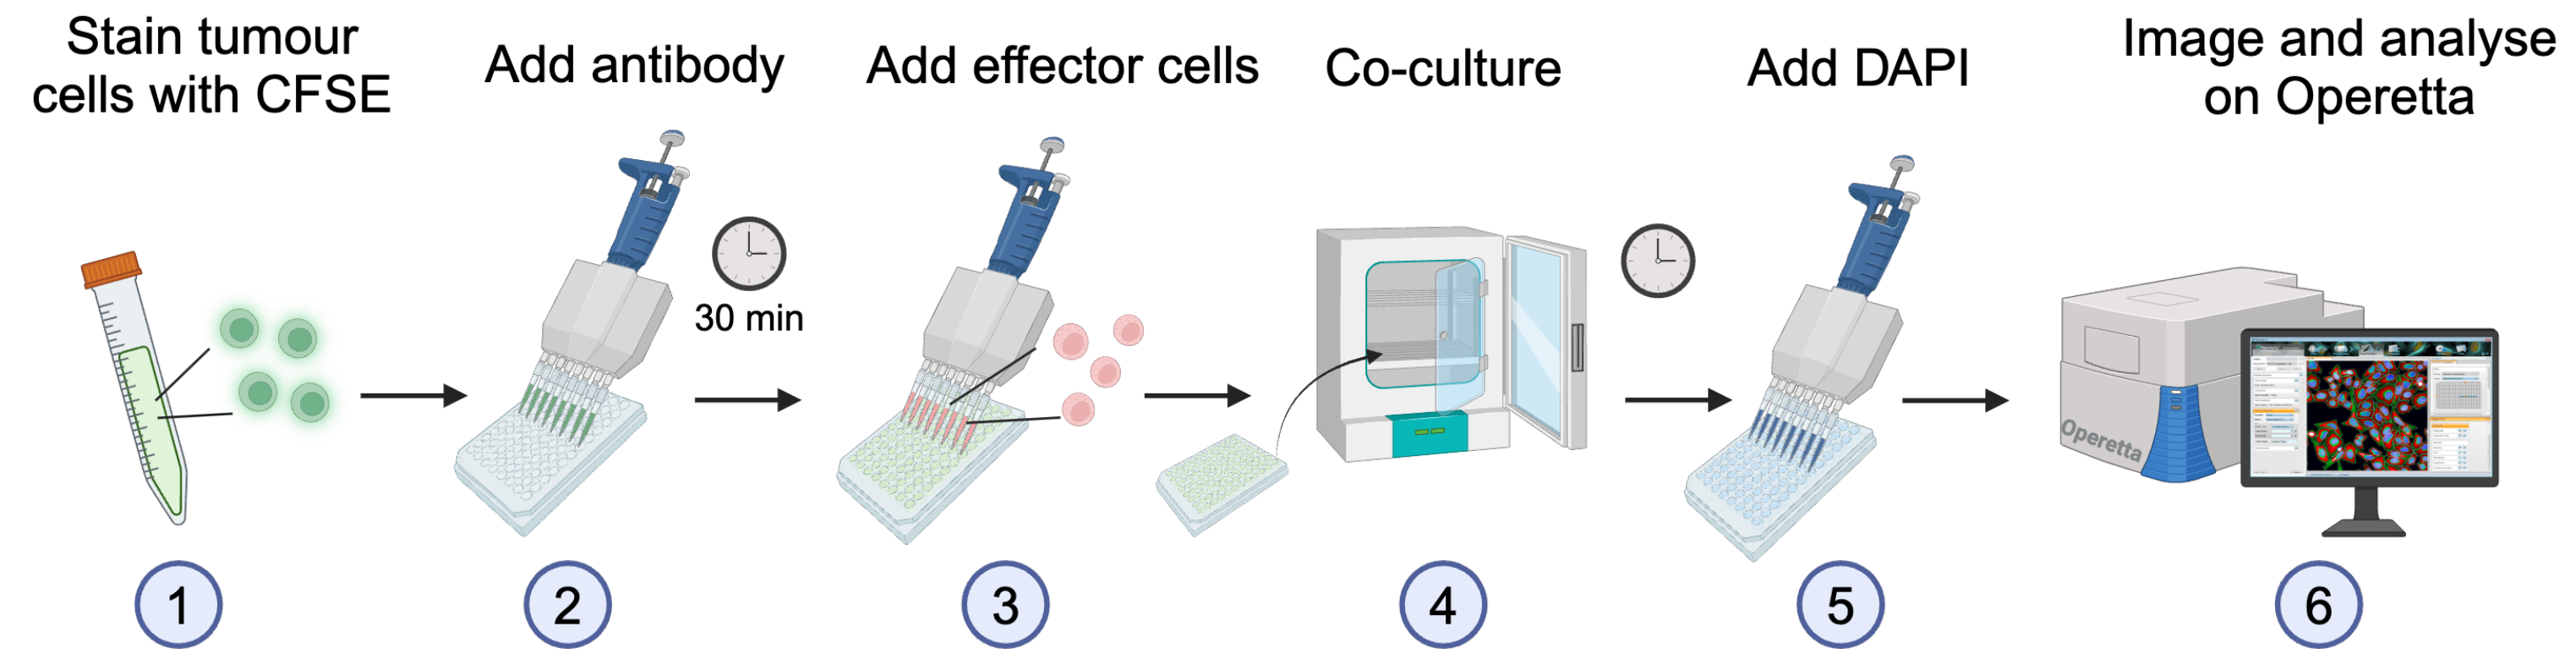 Stain tumour
cells with CFSE
Add antibody
Add effector cells
Co-culture
Add DAPI
Image and analyse
on Operetta
30 min
Operetta
1
2
3
4
5
6